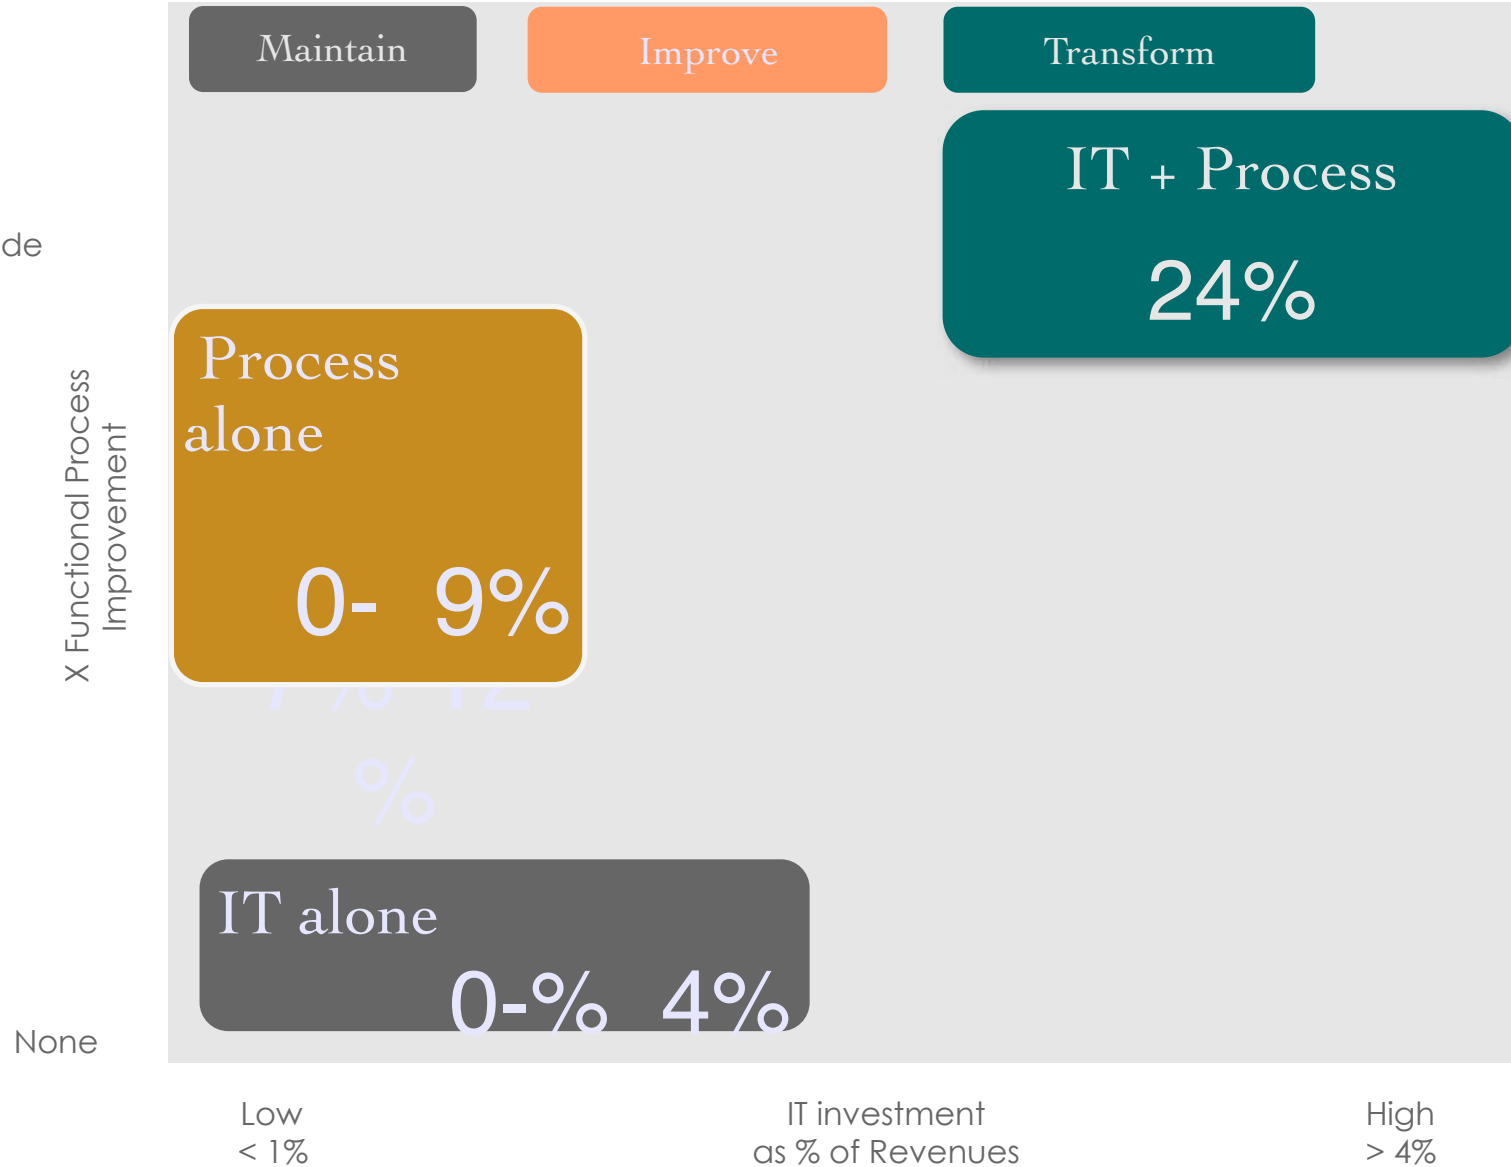 Maintain
Improve
Transform
IT + Process
24%
de
Process
alone
0- 9%
X Functional Process
Improvement
%
IT alone
0-% 4%
None
Low
< 1%
IT investment
as % of Revenues
High
> 4%